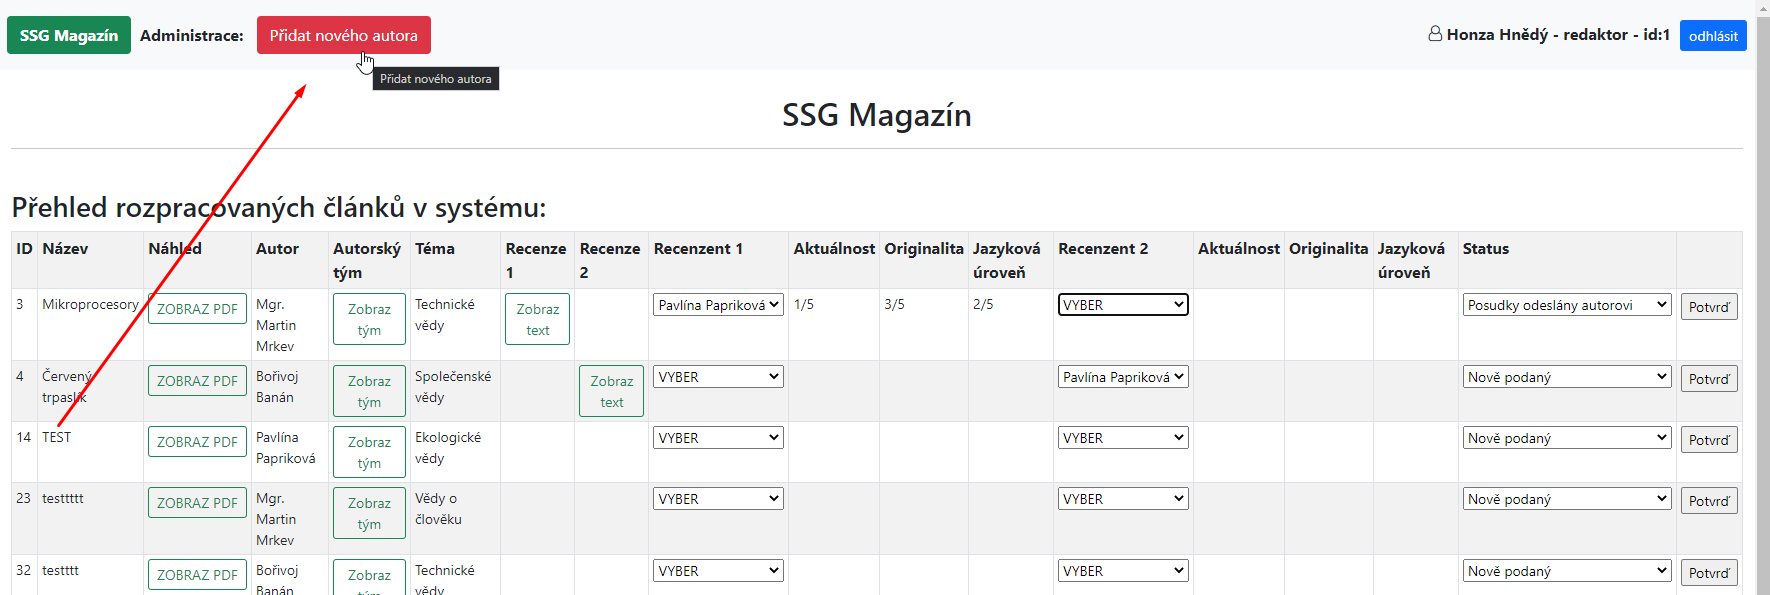 SSG Magazín Administrace: Přidat nového autora Honza Hnědý - redaktor - id:1 odhlásit
Přidat nového autora
SSG Magazín
Přehled rozpracovaných článků v systému:
ID Název Náhled Autor Autorský tým Téma Recenze 1 Recenze 2 Recenzent 1 Aktuálnost Originalita Jazyková úroveň Recenzent 2 Aktuálnost Originalita Jazyková úroveň Status
3 Mikroprocesory ZOBRAZ PDF Mgr. Martin Mrkev Zobraz tým Technické vědy Zobraz text Pavlína Papriková 1/5 3/5 2/5 VYBER Posudky odeslány autorovi Potvrď
4 Červený trpaslík ZOBRAZ PDF Bořivoj Banán Zobraz tým Společenské vědy Zobraz text VYBER Pavlína Papriková Nově podaný Potvrď
14 TEST ZOBRAZ PDF Pavlína Papriková Zobraz tým Ekologické vědy VYBER VYBER Nově podaný Potvrď
23 testtttt ZOBRAZ PDF Mgr. Martin Mrkev Zobraz tým Vědy o člověku VYBER VYBER Nově podaný Potvrď
32 testttt ZOBRAZ PDF Bořivoj Banán Zobraz tým Technické vědy VYBER VYBER Nově podaný Potvrď